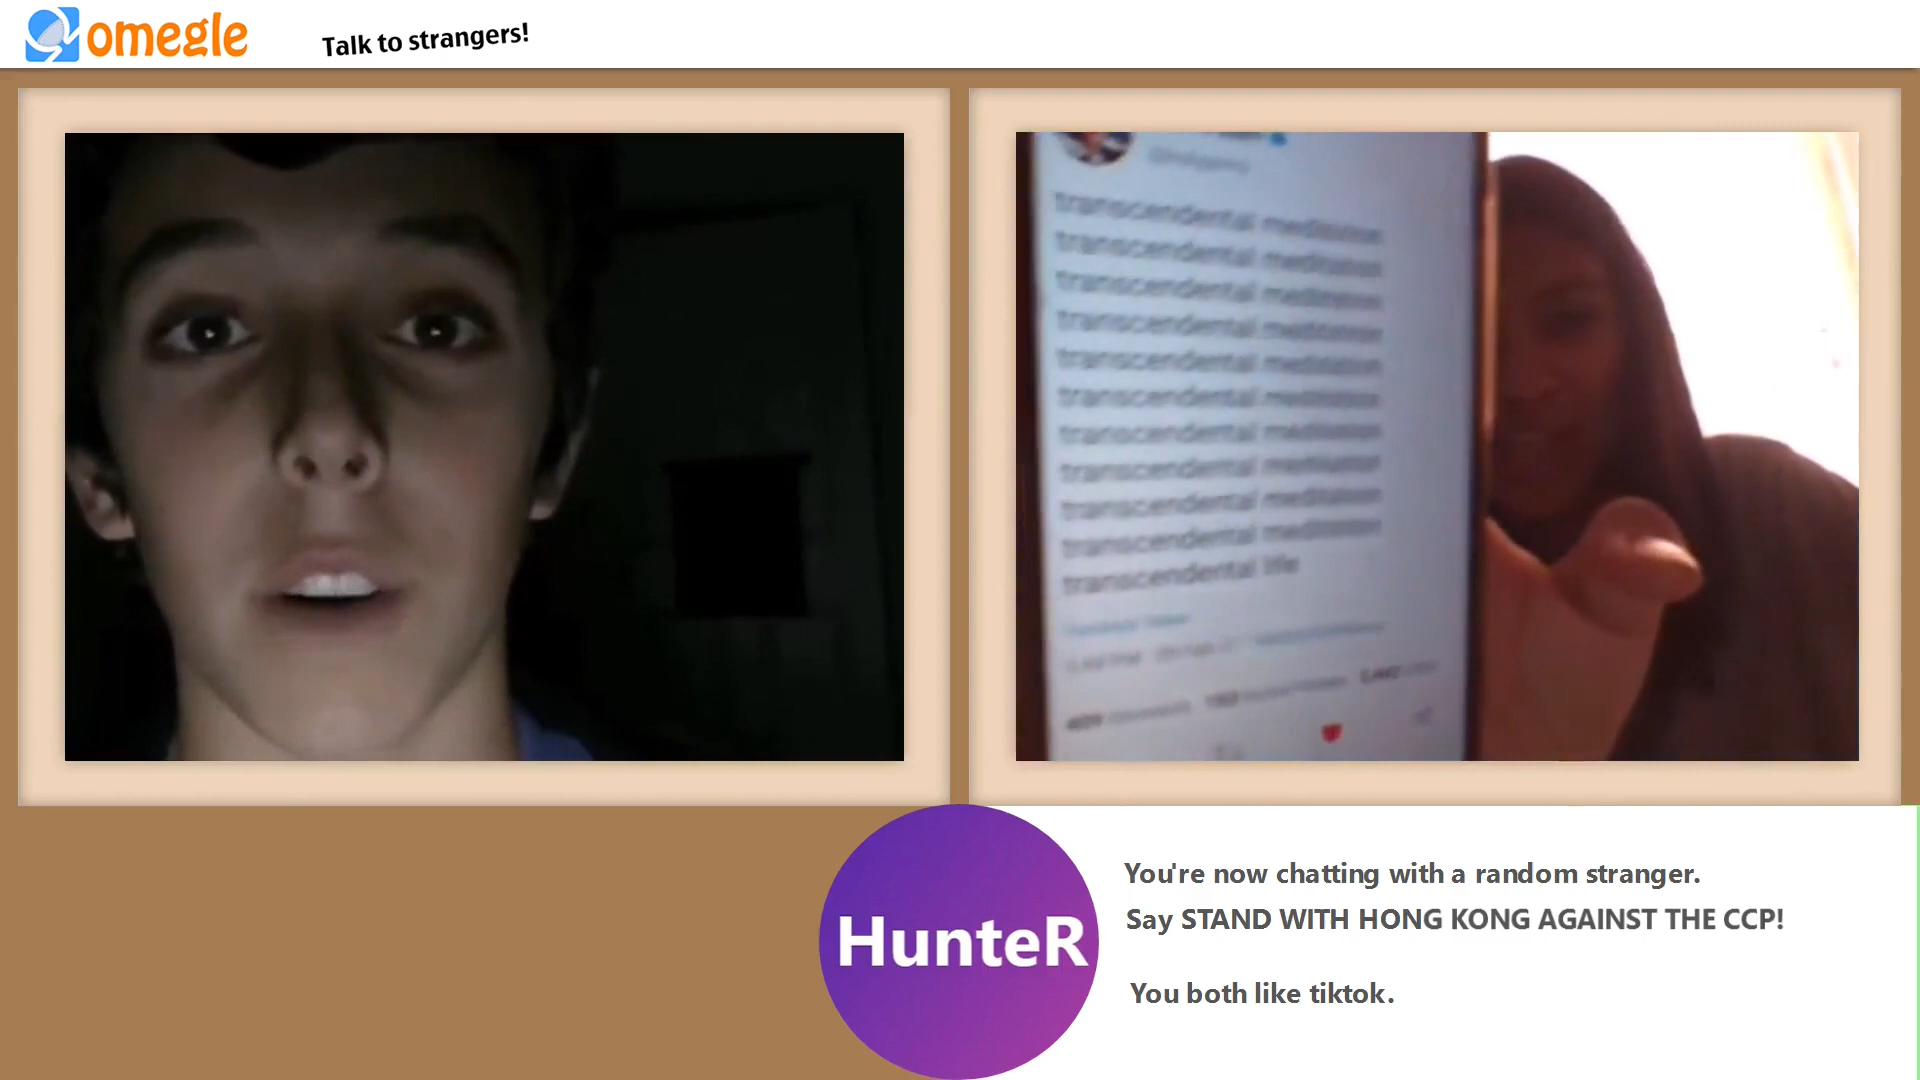 omegle
Talk to strangers!
transcendental meditation
transcendental meditation
transcendental meditation
transcendental meditation
transcendental meditation
transcendental meditation
transcendental meditation
transcendental meditation
transcendental meditation
transcendental meditation
transcendental life
HunteR
You're now chatting with a random stranger.
Say STAND WITH HONG KONG AGAINST THE CCP!
You both like tiktok.